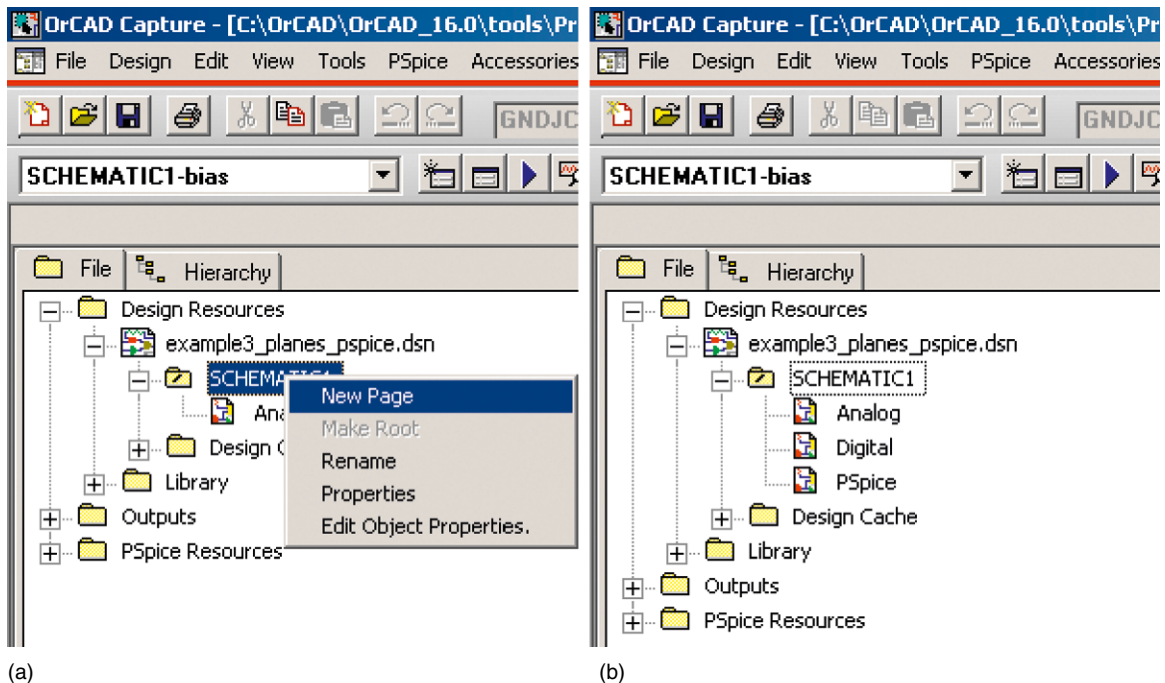 OrCAD Capture - [C:\OrCAD\OrCAD_16.0\tools\Pr
File Design Edit View Tools PSpice Accessories
GNDJC
SCHEMATIC1-bias
File Hierarchy
Design Resources
example3_planes_pspice.dsn
SCHEMATIC1
Ana
Design C
Library
Outputs
PSpice Resources
New Page
Make Root
Rename
Properties
Edit Object Properties.
(a)
OrCAD Capture - [C:\OrCAD\OrCAD_16.0\tools\Pr
File Design Edit View Tools PSpice Accessories
GNDJC
SCHEMATIC1-bias
File Hierarchy
Design Resources
example3_planes_pspice.dsn
SCHEMATIC1
Analog
Digital
PSpice
Design Cache
Library
Outputs
PSpice Resources
(b)